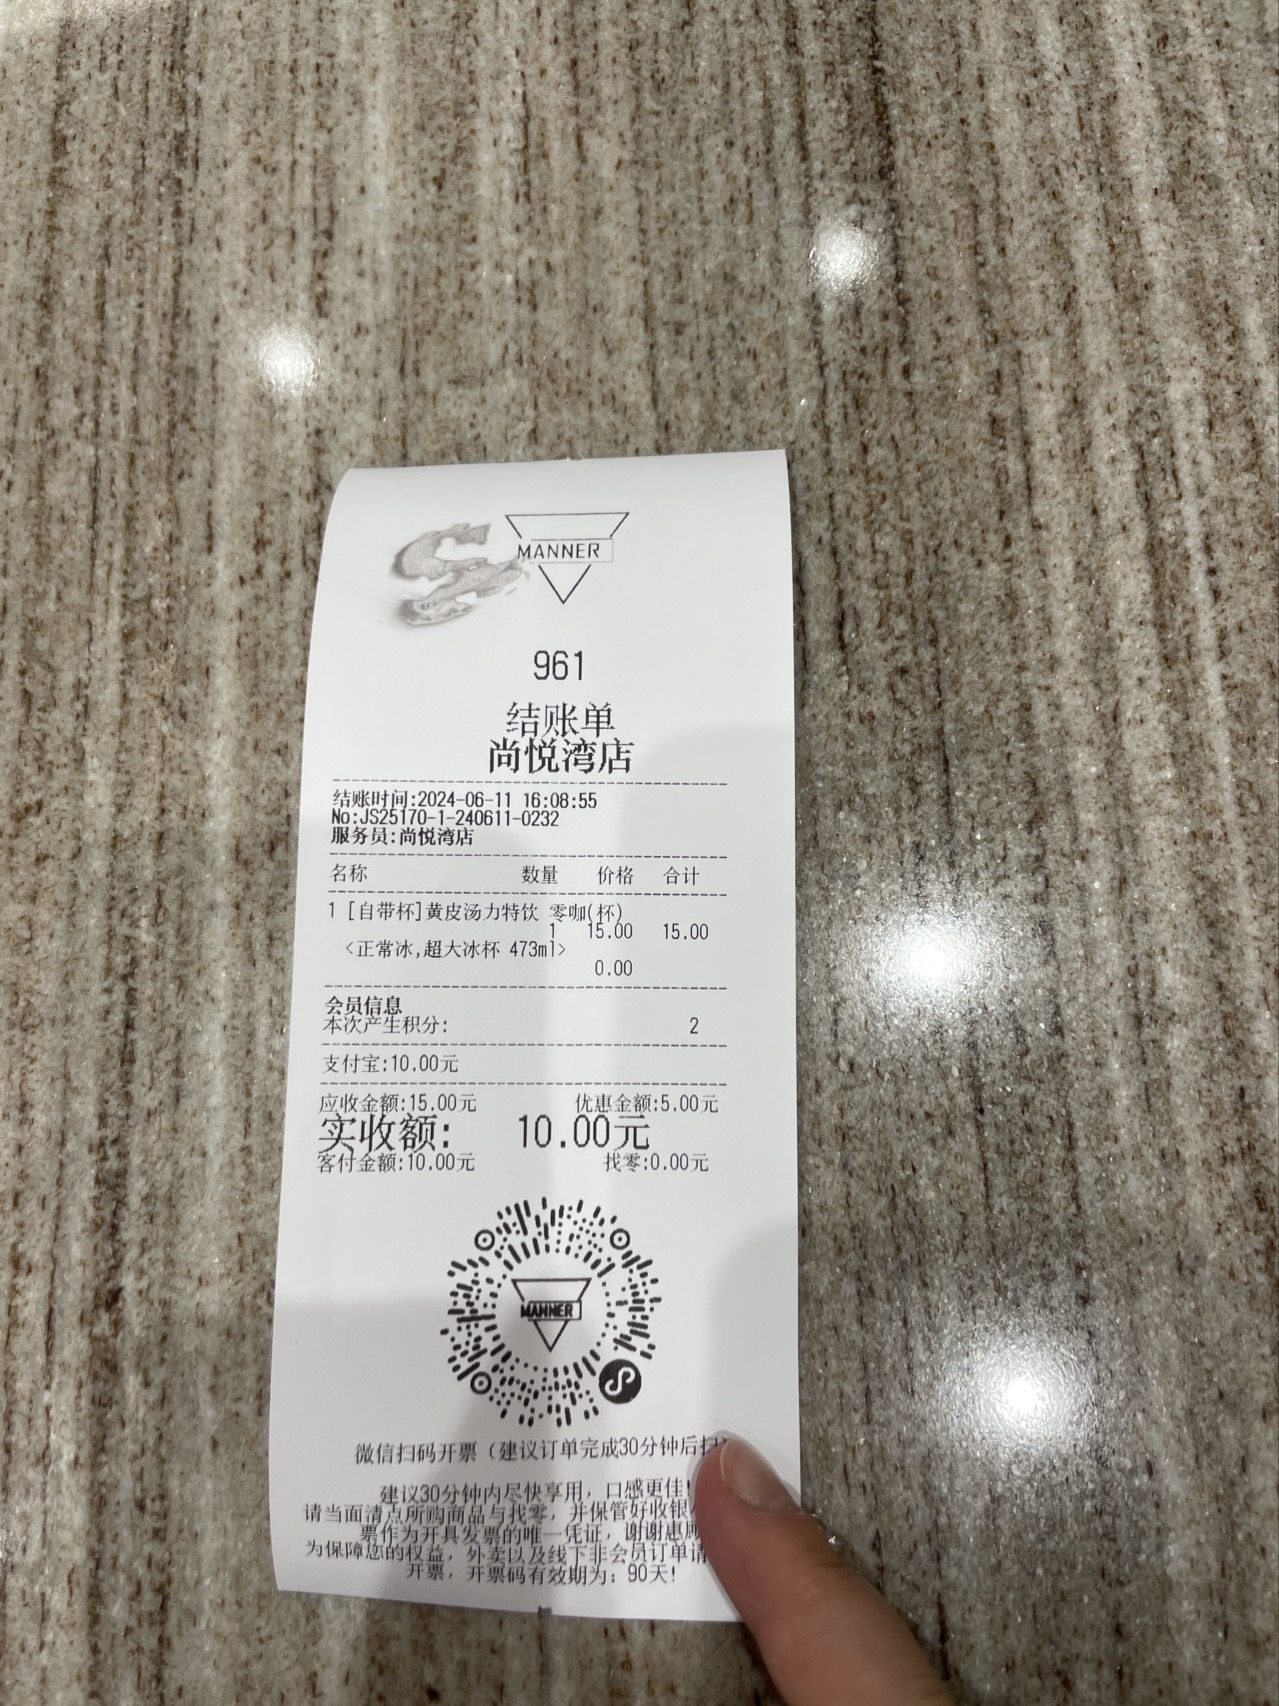 MANNER
961
结账单
尚悦湾店
结账时间:2024-06-11 16:08:55
No:JS25170-1-240611-0232
服务员:尚悦湾店
名称 数量 价格 合计
1 [自带杯]黄皮汤力特饮 零咖(杯)
1 15.00 15.00
<正常冰,超大冰杯 473ml>
0.00
会员信息
本次产生积分: 2
支付宝:10.00元
应收金额:15.00元 优惠金额:5.00元
实收额: 10.00元
客付金额:10.00元 找零:0.00元
MANNER
微信扫码开票（建议订单完成30分钟后扫）
建议30分钟内尽快享用，口感更佳!
请当面清点所购商品与找零，并保管好收银
票作为开具发票的唯一凭证，谢谢惠顾
为保障您的权益，外卖以及线下非会员订单请
开票，开票码有效期为：90天!